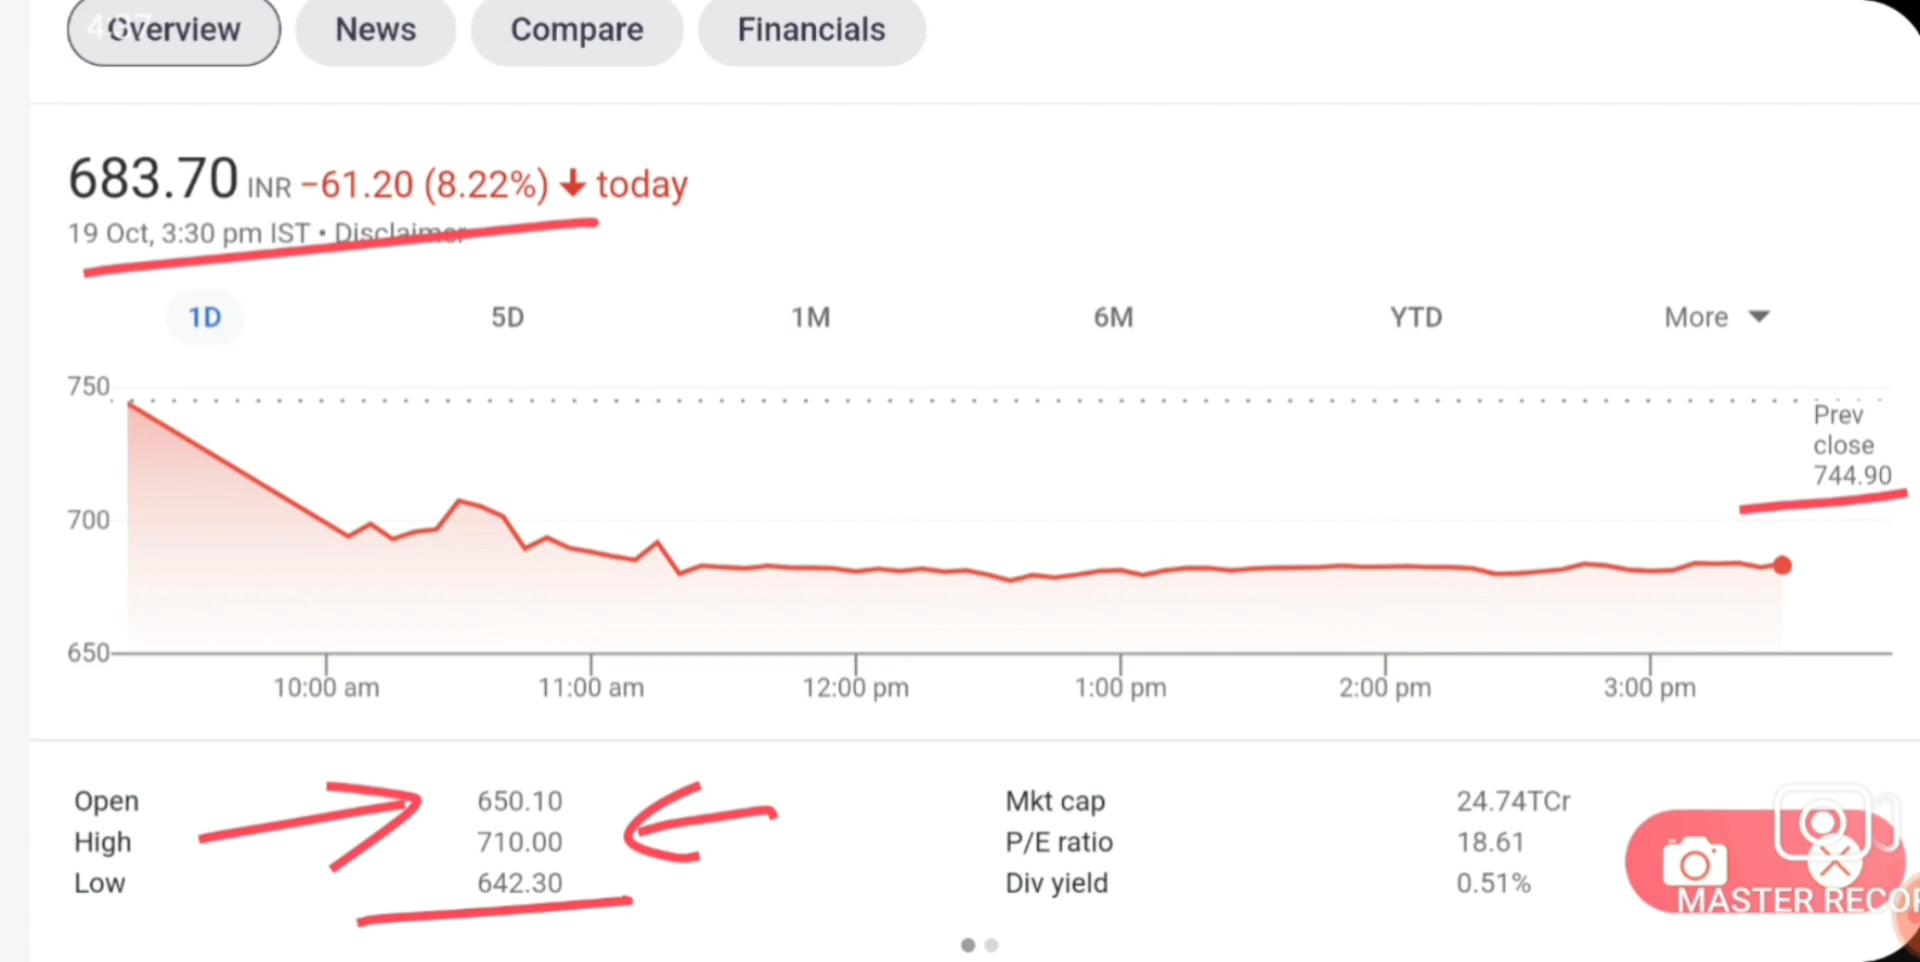 Overview News Compare Financials
683.70 INR −61.20 (8.22%) ↓ today
19 Oct, 3:30 pm IST • Disclaimer
1D 5D 1M 6M YTD More
750
Prev
close
744.90
700
650
10:00 am 11:00 am 12:00 pm 1:00 pm 2:00 pm 3:00 pm
Open 650.10 Mkt cap 24.74TCr
High 710.00 P/E ratio 18.61
Low 642.30 Div yield 0.51%
MASTER RECOR